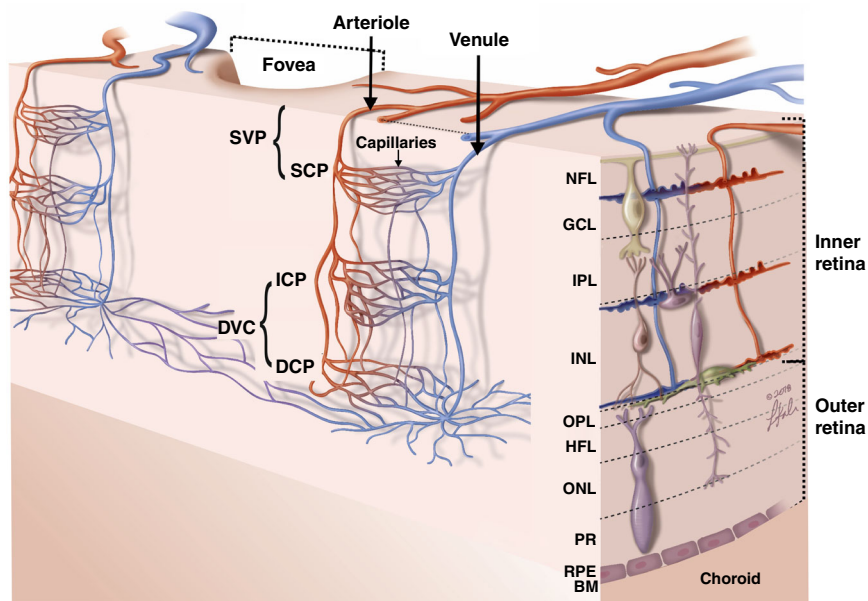 Arteriole
Venule
Fovea
SVP
SCP
Capillaries
ICP
DVC
DCP
NFL
GCL
IPL
INL
OPL
HFL
ONL
PR
RPE
BM
Inner
retina
Outer
retina
Choroid
©2018